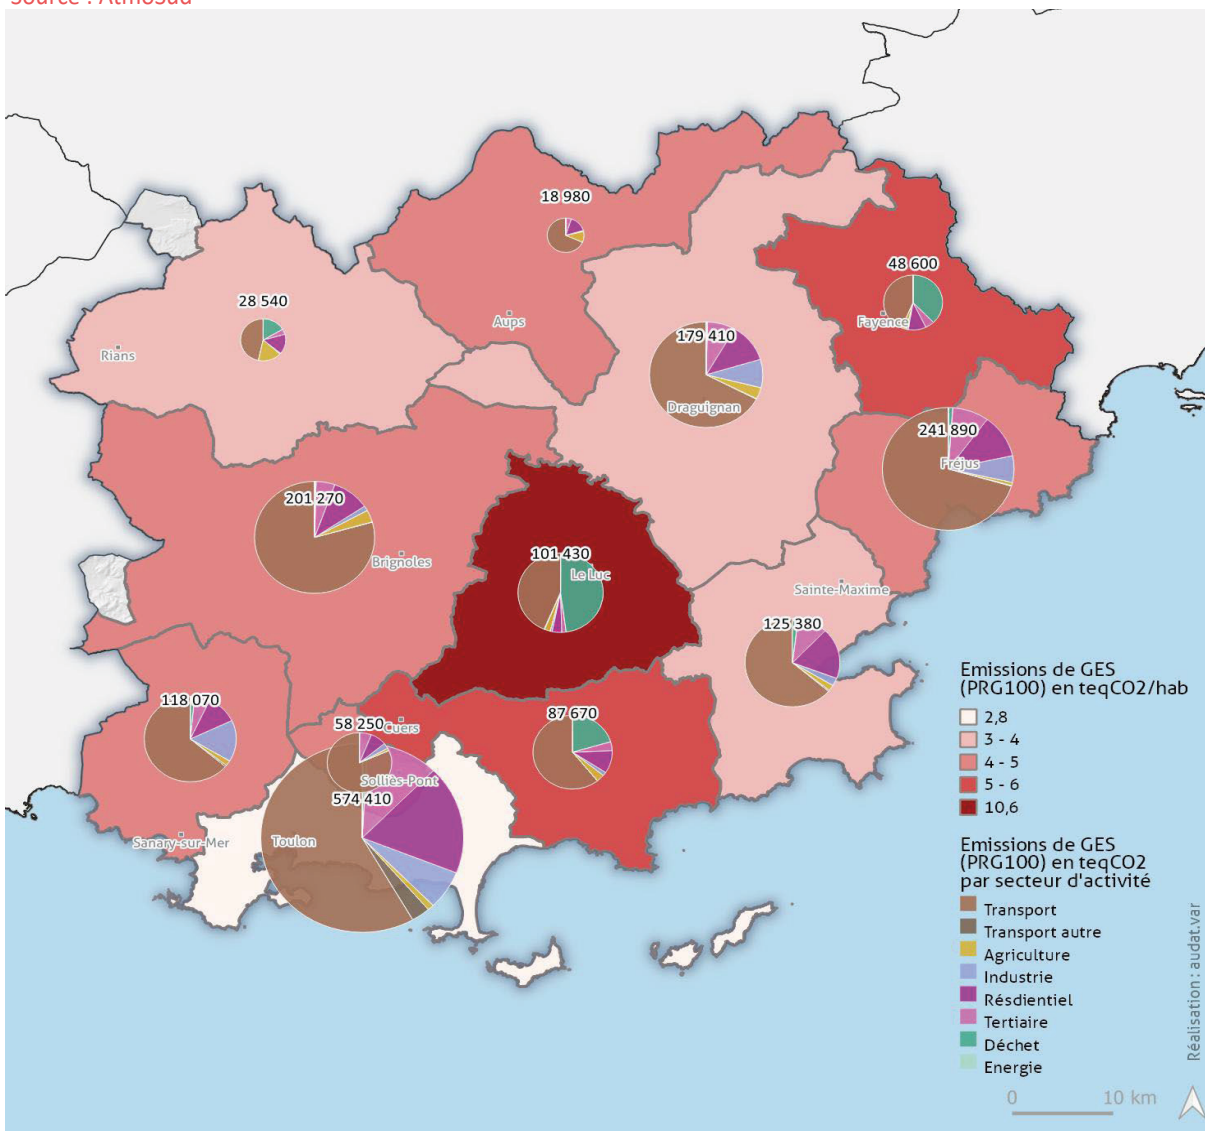 Source : AtmoSud
18 980
48 600
28 540
Aups
Fayence
Rians
179 410
Draguignan
241 890
Fréjus
201 270
Brignoles
101 430
Le Luc
Sainte-Maxime
125 380
118 070
58 250
Cuers
87 670
Solliès-Pont
574 410
Toulon
Sanary-sur-Mer
Emissions de GES
(PRG100) en teqCO2/hab
2,8
3 - 4
4 - 5
5 - 6
10,6
Emissions de GES
(PRG100) en teqCO2
par secteur d'activité
Transport
Transport autre
Agriculture
Industrie
Résdientiel
Tertiaire
Déchet
Energie
0 10 km
Réalisation : audat.var